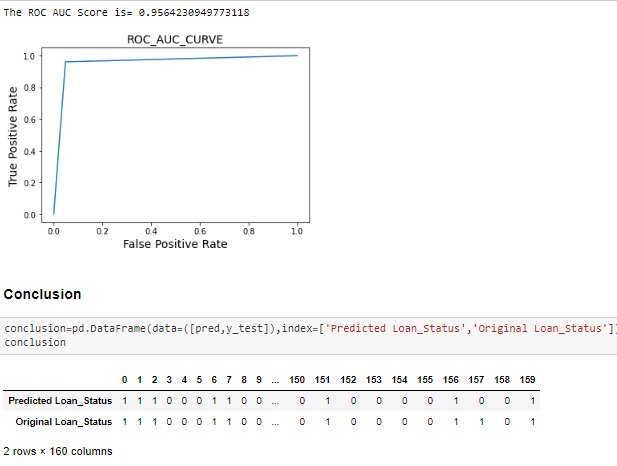 The ROC AUC Score is= 0.9564230949773118
ROC_AUC_CURVE
1.0
0.8
0.6
0.4
0.2
0.0
True Positive Rate
0.0 0.2 0.4 0.6 0.8 1.0
False Positive Rate
Conclusion
conclusion=pd.DataFrame(data=([pred,y_test]),index=['Predicted Loan_Status','Original Loan_Status']
conclusion
0 1 2 3 4 5 6 7 8 9 ... 150 151 152 153 154 155 156 157 158 159
Predicted Loan_Status 1 1 1 0 0 0 1 1 0 0 ... 0 1 0 0 0 0 1 0 0 1
Original Loan_Status 1 1 1 0 0 0 1 1 0 0 ... 0 1 0 0 0 0 1 1 0 1
2 rows × 160 columns